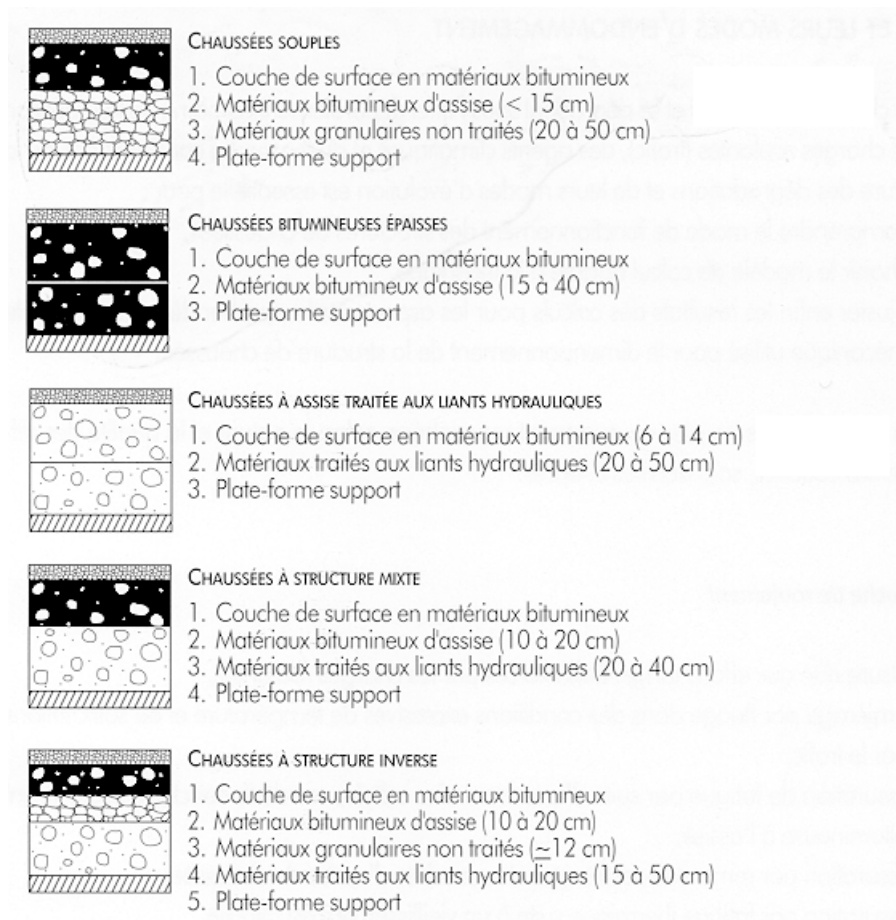 CHAUSSÉES SOUPLES
1. Couche de surface en matériaux bitumineux
2. Matériaux bitumineux d'assise (< 15 cm)
3. Matériaux granulaires non traités (20 à 50 cm)
4. Plate-forme support
CHAUSSÉES BITUMINEUSES ÉPAISSES
1. Couche de surface en matériaux bitumineux
2. Matériaux bitumineux d'assise (15 à 40 cm)
3. Plate-forme support
CHAUSSÉES À ASSISE TRAITÉE AUX LIANTS HYDRAULIQUES
1. Couche de surface en matériaux bitumineux (6 à 14 cm)
2. Matériaux traités aux liants hydrauliques (20 à 50 cm)
3. Plate-forme support
CHAUSSÉES À STRUCTURE MIXTE
1. Couche de surface en matériaux bitumineux
2. Matériaux bitumineux d'assise (10 à 20 cm)
3. Matériaux traités aux liants hydrauliques (20 à 40 cm)
4. Plate-forme support
CHAUSSÉES À STRUCTURE INVERSE
1. Couche de surface en matériaux bitumineux
2. Matériaux bitumineux d'assise (10 à 20 cm)
3. Matériaux granulaires non traités (~12 cm)
4. Matériaux traités aux liants hydrauliques (15 à 50 cm)
5. Plate-forme support